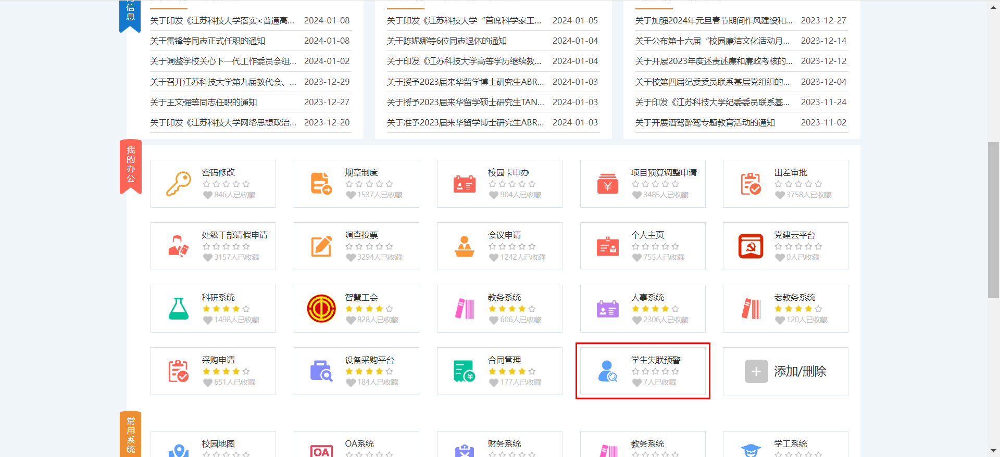 信息
关于印发《江苏科技大学落实<普通高... 2024-01-08
关于雷锋等同志正式任职的通知 2024-01-08
关于调整学校关心下一代工作委员会组... 2024-01-02
关于召开江苏科技大学第九届教代会、... 2023-12-29
关于王文强等同志任职的通知 2023-12-27
关于印发《江苏科技大学网络思想政治... 2023-12-20
关于印发《江苏科技大学“首席科学家工... 2024-01-05
关于陈妮娜等6位同志退休的通知 2024-01-04
关于印发《江苏科技大学高等学历继续教... 2024-01-04
关于授予2023届来华留学博士研究生ABR... 2024-01-03
关于授予2023届来华留学硕士研究生TAN... 2024-01-03
关于准予2023届来华留学博士研究生ABR... 2024-01-03
关于加强2024年元旦春节期间作风建设和... 2023-12-27
关于公布第十六届“校园廉洁文化活动月... 2023-12-14
关于开展2023年度述责述廉和廉政考核的... 2023-12-12
关于校第四届纪委委员联系基层党组织的... 2023-12-04
关于印发《江苏科技大学纪委委员联系基... 2023-11-24
关于开展酒驾醉驾专题教育活动的通知 2023-11-02
我的办公
密码修改
846人已收藏
规章制度
1537人已收藏
校园卡申办
904人已收藏
项目预算调整申请
3485人已收藏
出差审批
3758人已收藏
处级干部请假申请
3157人已收藏
调查投票
3294人已收藏
会议申请
1242人已收藏
个人主页
755人已收藏
党建云平台
0人已收藏
科研系统
1498人已收藏
智慧工会
828人已收藏
教务系统
606人已收藏
人事系统
2306人已收藏
老教务系统
120人已收藏
采购申请
651人已收藏
设备采购平台
184人已收藏
合同管理
177人已收藏
学生失联预警
7人已收藏
添加/删除
常用系统
校园地图
OA
OA系统
财务系统
教务系统
学工系统